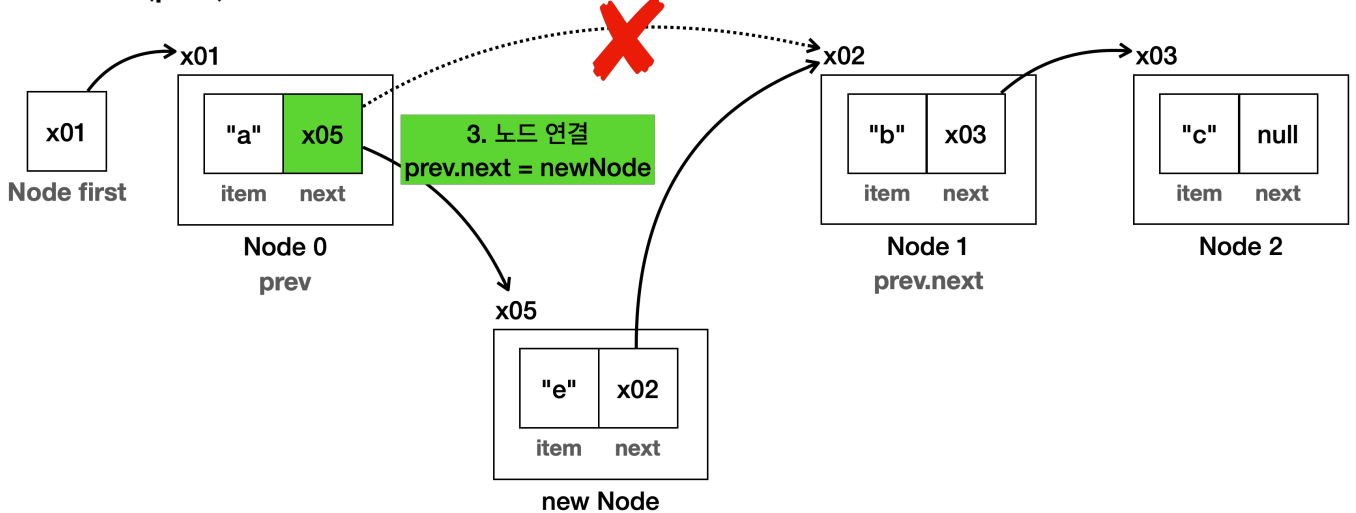 x01
x02
x03
x01
"a"
x05
3. 노드 연결
prev.next = newNode
"b"
x03
"c"
null
Node first
item
next
item
next
item
next
Node 0
Node 1
Node 2
prev
prev.next
x05
"e"
x02
item
next
new Node